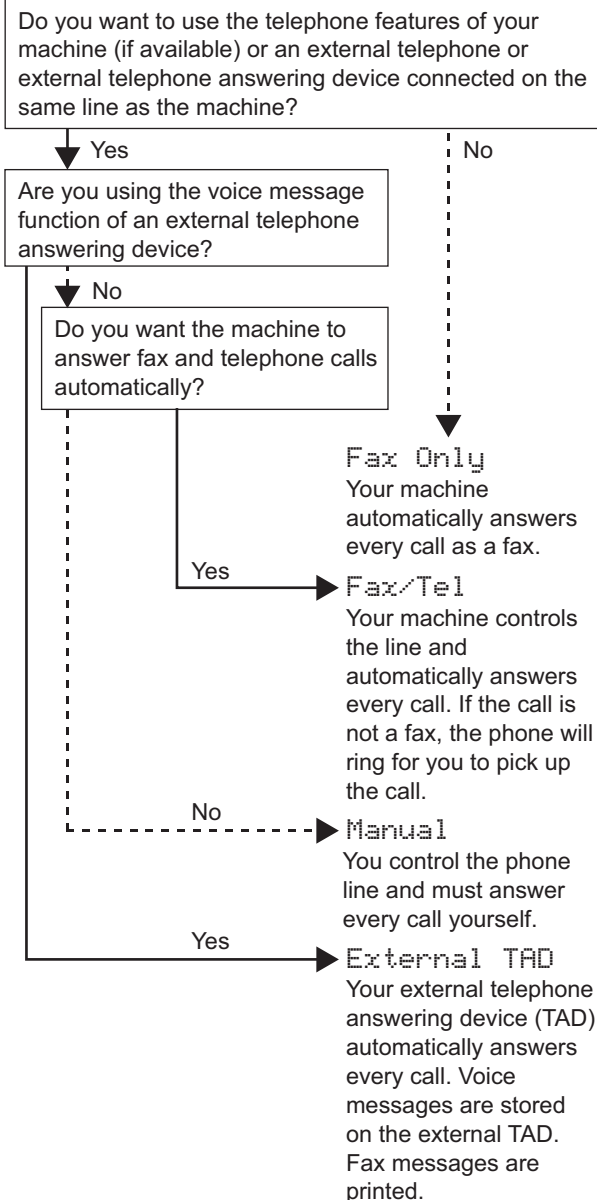 Do you want to use the telephone features of your
machine (if available) or an external telephone or
external telephone answering device connected on the
same line as the machine?
Yes
No
Are you using the voice message
function of an external telephone
answering device?
No
Do you want the machine to
answer fax and telephone calls
automatically?
Fax Only
Your machine
automatically answers
every call as a fax.
Yes
Fax/Tel
Your machine controls
the line and
automatically answers
every call. If the call is
not a fax, the phone will
ring for you to pick up
the call.
No
Manual
You control the phone
line and must answer
every call yourself.
Yes
External TAD
Your external telephone
answering device (TAD)
automatically answers
every call. Voice
messages are stored
on the external TAD.
Fax messages are
printed.